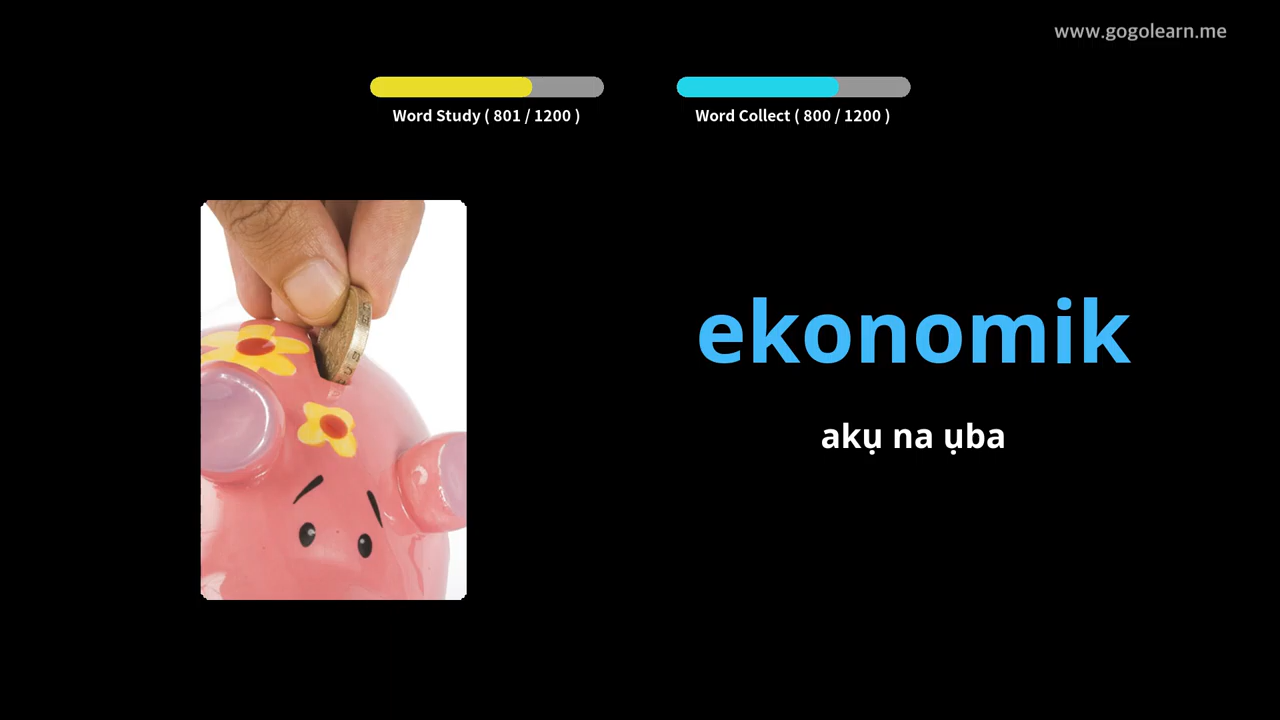 www.gogolearn.me
Word Study ( 801 / 1200 )
Word Collect ( 800 / 1200 )
ekonomik
akụ na ụba